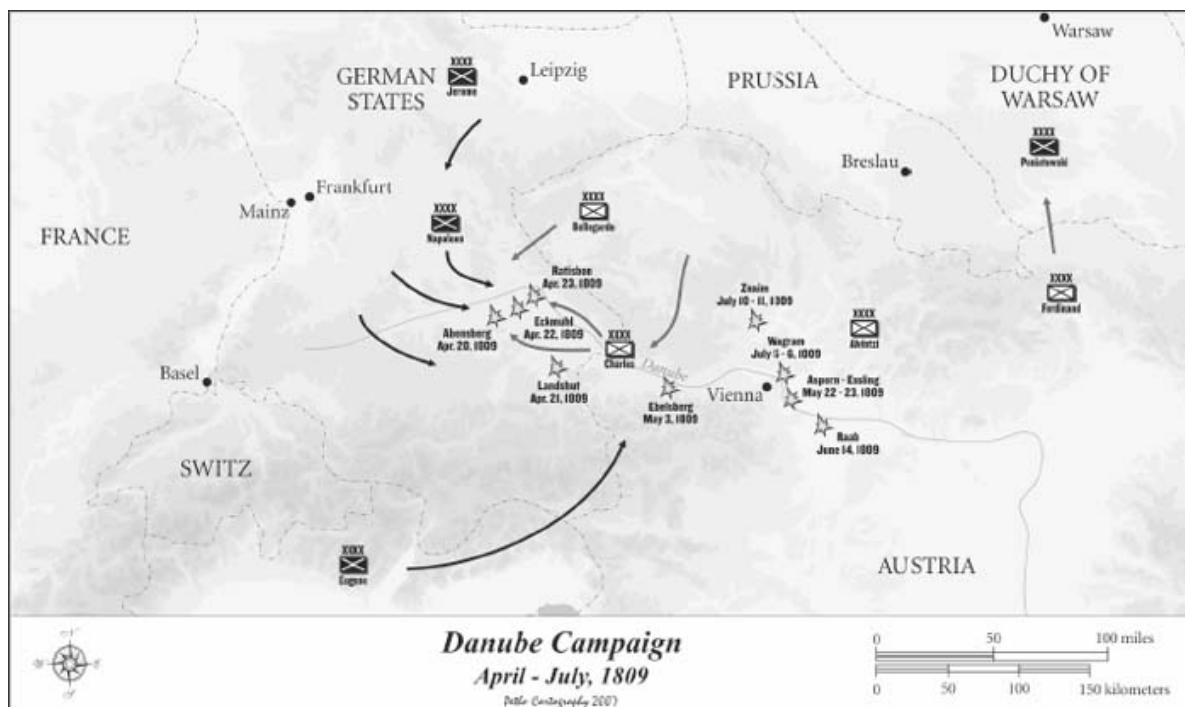 Warsaw
XXXX
Jerome
Leipzig
GERMAN
STATES
PRUSSIA
DUCHY OF
WARSAW
XXXX
Poniatowski
Breslau
Frankfurt
Mainz
FRANCE
XXXX
Napoleon
XXXX
Bellegarde
XXXX
Ferdinand
Ratisbon
Apr. 23, 1809
Eckmuhl
Apr. 22, 1809
Abensberg
Apr. 20, 1809
Znaim
July 10 - 11, 1809
Wagram
July 5 - 6, 1809
XXXX
XXXX
Charles
Danube
Basel
Landshut
Apr. 21, 1809
Ebelsberg
May 3, 1809
Vienna
Aspern - Essling
May 22 - 23, 1809
Raab
June 14, 1809
SWITZ
XXXX
Eugene
AUSTRIA
N
S
Danube Campaign
April - July, 1809
Petho Cartography 2007
0 50 100 miles
0 50 100 150 kilometers